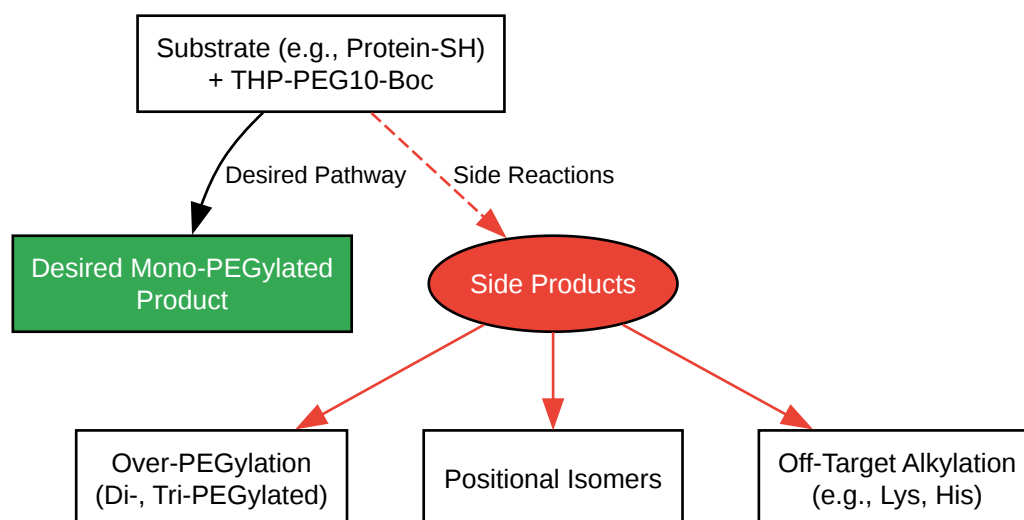 Substrate (e.g., Protein-SH)
+ THP-PEG10-Boc
Desired Pathway
Side Reactions
Desired Mono-PEGylated
Product
Side Products
Over-PEGylation
(Di-, Tri-PEGylated)
Positional Isomers
Off-Target Alkylation
(e.g., Lys, His)